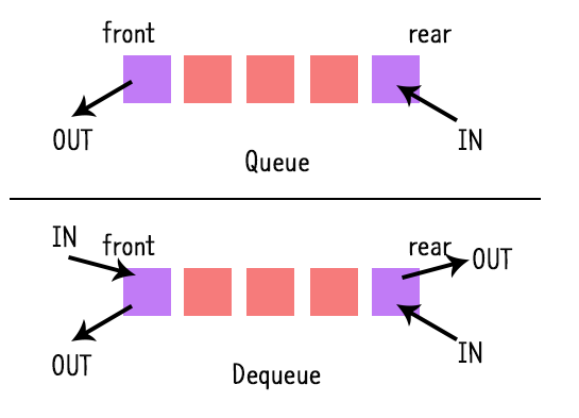 front rear
OUT IN
Queue
IN front rear OUT
OUT IN
Dequeue